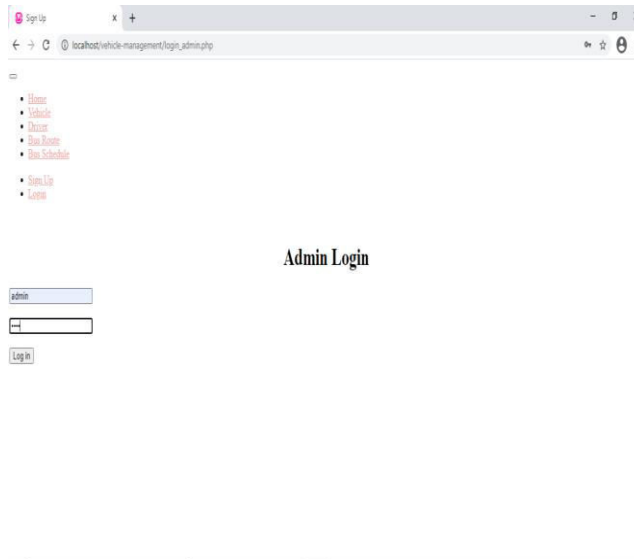 Sign Up
localhost/vehicle-management/login_admin.php
Home
Vehicle
Driver
Bus Route
Bus Schedule
Sign Up
Login
Admin Login
admin
••••
Log in